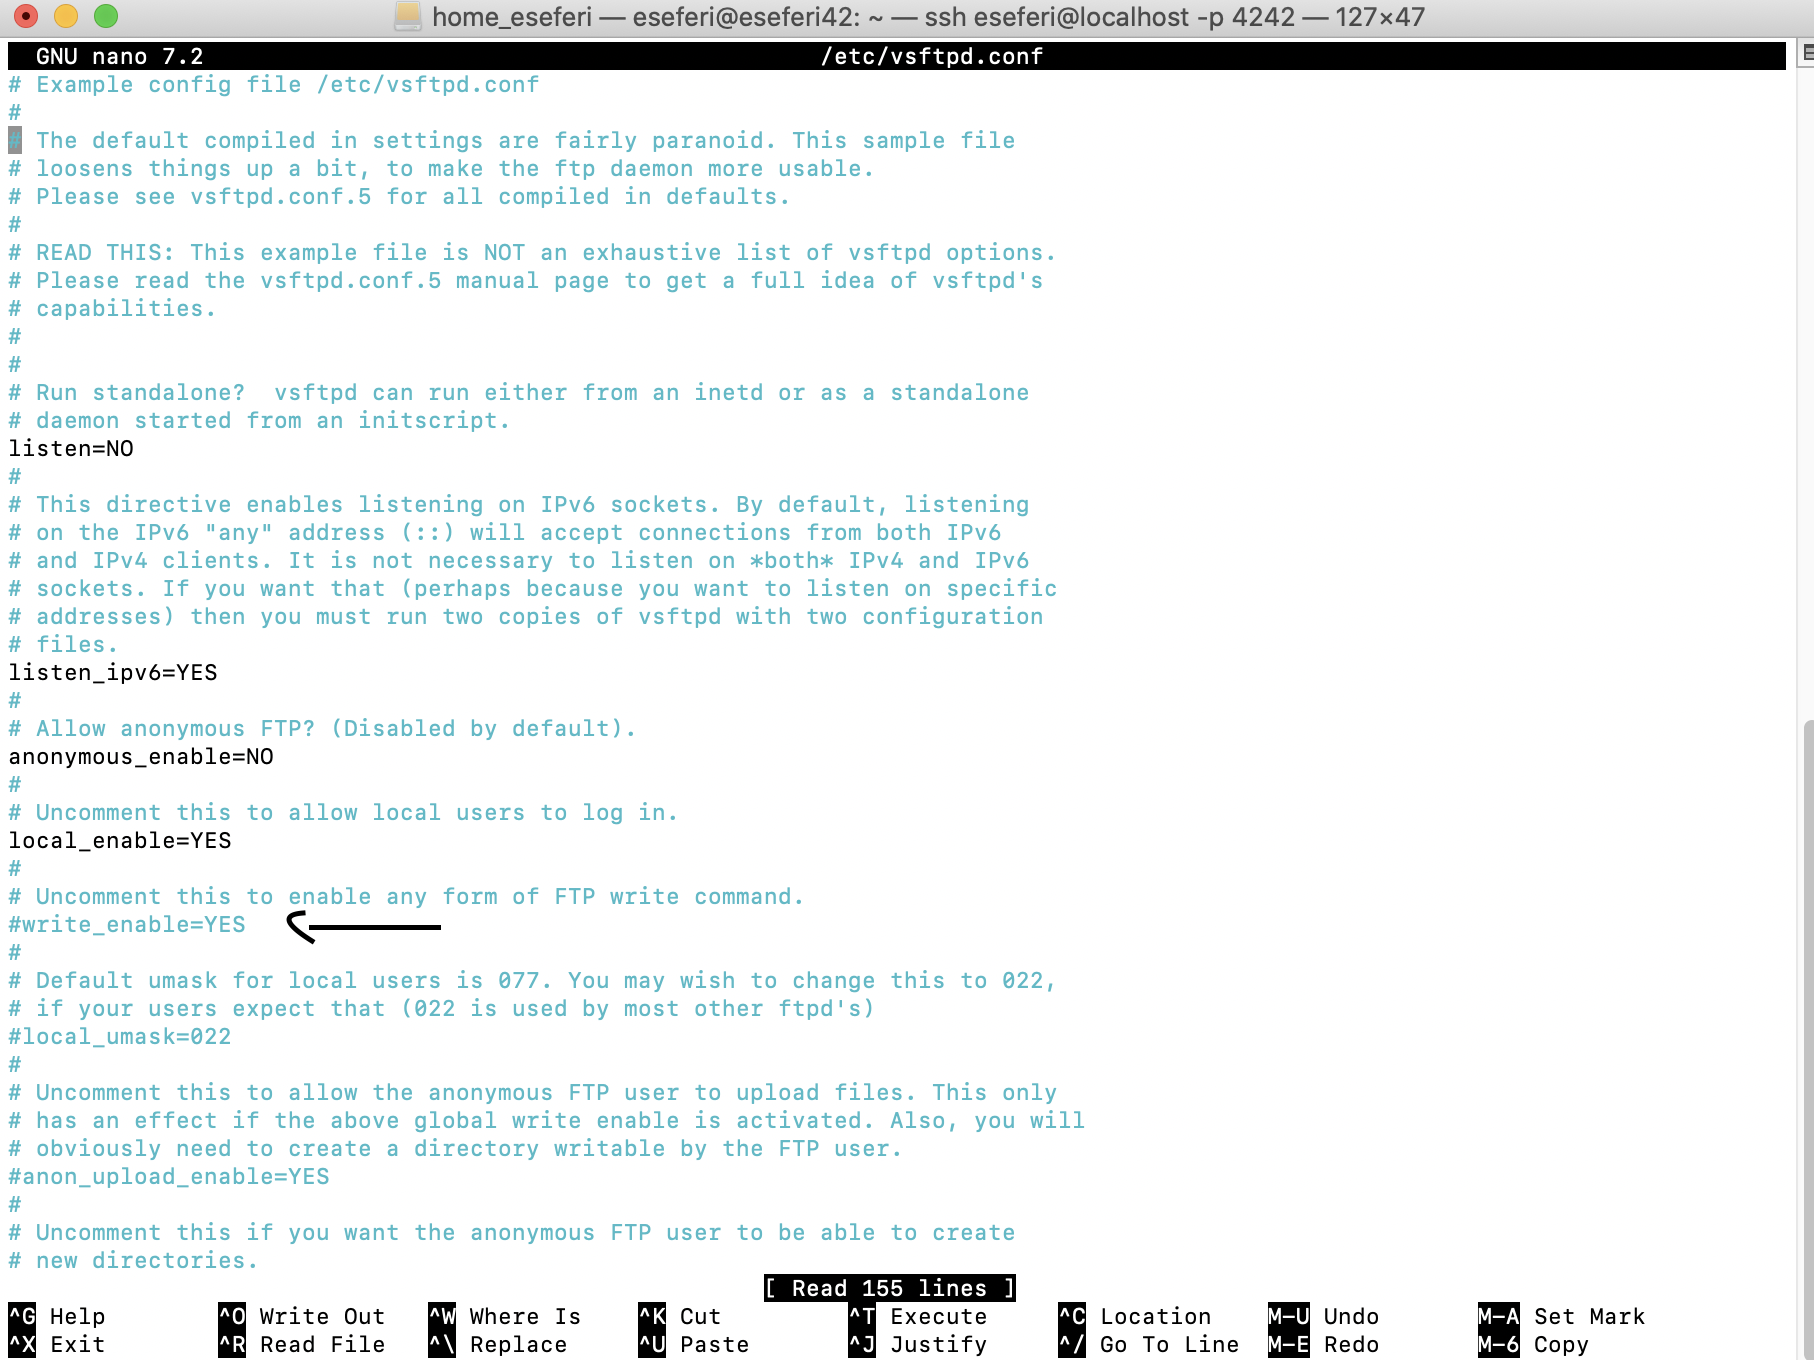 home_eseferi — eseferi@eseferi42: ~ — ssh eseferi@localhost -p 4242 — 127×47
GNU nano 7.2 /etc/vsftpd.conf
# Example config file /etc/vsftpd.conf
#
# The default compiled in settings are fairly paranoid. This sample file
# loosens things up a bit, to make the ftp daemon more usable.
# Please see vsftpd.conf.5 for all compiled in defaults.
#
# READ THIS: This example file is NOT an exhaustive list of vsftpd options.
# Please read the vsftpd.conf.5 manual page to get a full idea of vsftpd's
# capabilities.
#
#
# Run standalone?  vsftpd can run either from an inetd or as a standalone
# daemon started from an initscript.
listen=NO
#
# This directive enables listening on IPv6 sockets. By default, listening
# on the IPv6 "any" address (::) will accept connections from both IPv6
# and IPv4 clients. It is not necessary to listen on *both* IPv4 and IPv6
# sockets. If you want that (perhaps because you want to listen on specific
# addresses) then you must run two copies of vsftpd with two configuration
# files.
listen_ipv6=YES
#
# Allow anonymous FTP? (Disabled by default).
anonymous_enable=NO
#
# Uncomment this to allow local users to log in.
local_enable=YES
#
# Uncomment this to enable any form of FTP write command.
#write_enable=YES
#
# Default umask for local users is 077. You may wish to change this to 022,
# if your users expect that (022 is used by most other ftpd's)
#local_umask=022
#
# Uncomment this to allow the anonymous FTP user to upload files. This only
# has an effect if the above global write enable is activated. Also, you will
# obviously need to create a directory writable by the FTP user.
#anon_upload_enable=YES
#
# Uncomment this if you want the anonymous FTP user to be able to create
# new directories.
[ Read 155 lines ]
^G Help ^O Write Out ^W Where Is ^K Cut ^T Execute ^C Location M-U Undo M-A Set Mark
^X Exit ^R Read File ^\ Replace ^U Paste ^J Justify ^/ Go To Line M-E Redo M-6 Copy